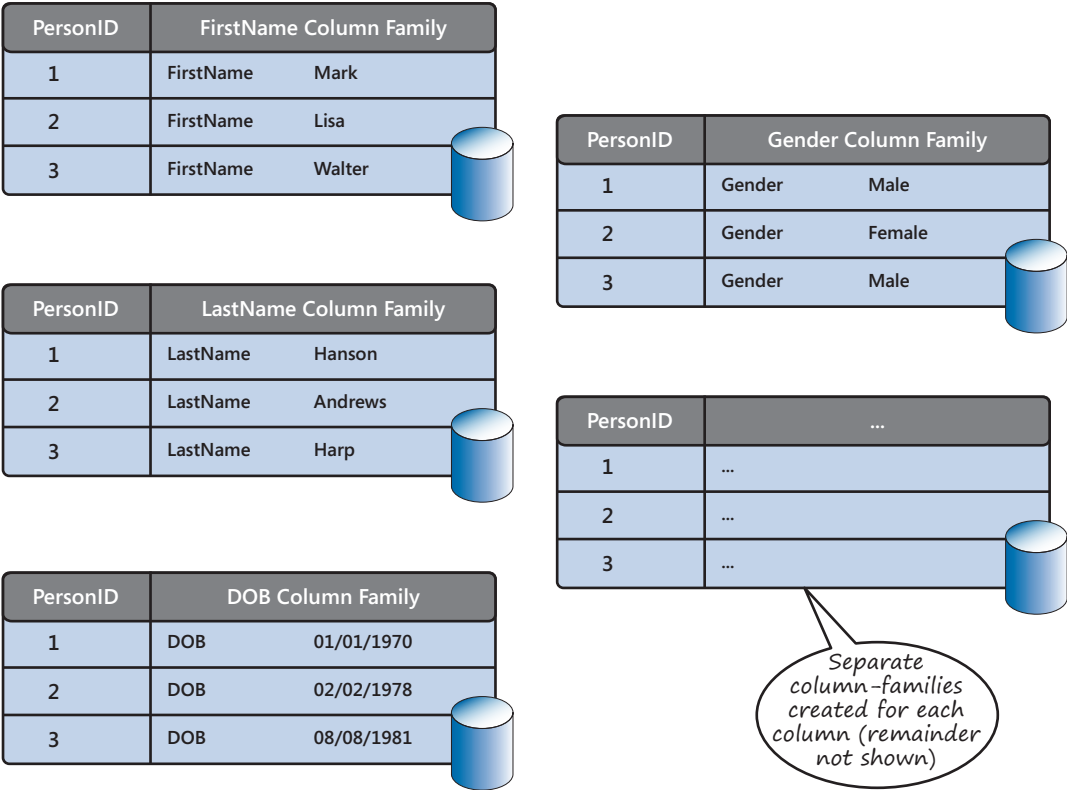 PersonID FirstName Column Family
1 FirstName Mark
2 FirstName Lisa
3 FirstName Walter
PersonID LastName Column Family
1 LastName Hanson
2 LastName Andrews
3 LastName Harp
PersonID DOB Column Family
1 DOB 01/01/1970
2 DOB 02/02/1978
3 DOB 08/08/1981
PersonID Gender Column Family
1 Gender Male
2 Gender Female
3 Gender Male
PersonID ...
1 ...
2 ...
3 ...
Separate
column-families
created for each
column (remainder
not shown)